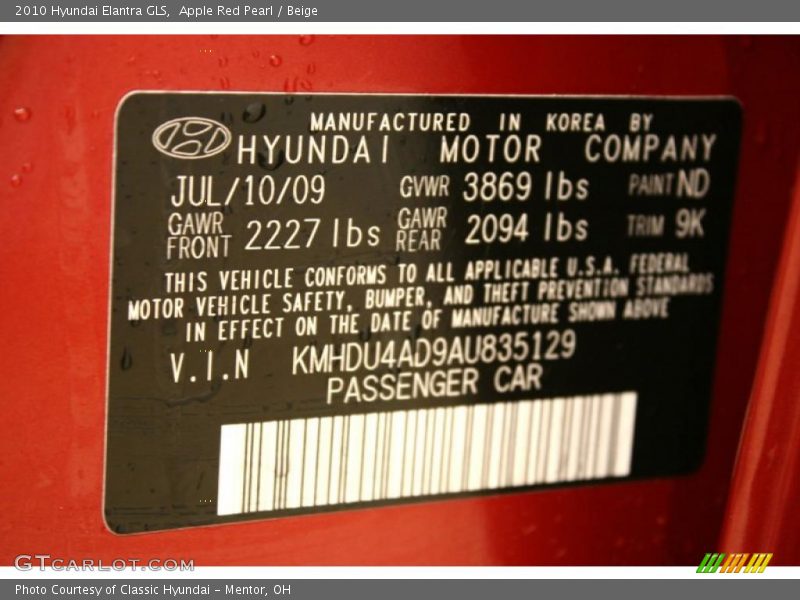 2010 Hyundai Elantra GLS, Apple Red Pearl / Beige
MANUFACTURED IN KOREA BY
HYUNDAI MOTOR COMPANY
JUL/10/09 GVWR 3869 lbs PAINT ND
GAWR FRONT 2227 lbs GAWR REAR 2094 lbs TRIM 9K
THIS VEHICLE CONFORMS TO ALL APPLICABLE U.S.A. FEDERAL
MOTOR VEHICLE SAFETY, BUMPER, AND THEFT PREVENTION STANDARDS
IN EFFECT ON THE DATE OF MANUFACTURE SHOWN ABOVE
V.I.N KMHDU4AD9AU835129
PASSENGER CAR
GTCARLOT.COM
Photo Courtesy of Classic Hyundai - Mentor, OH